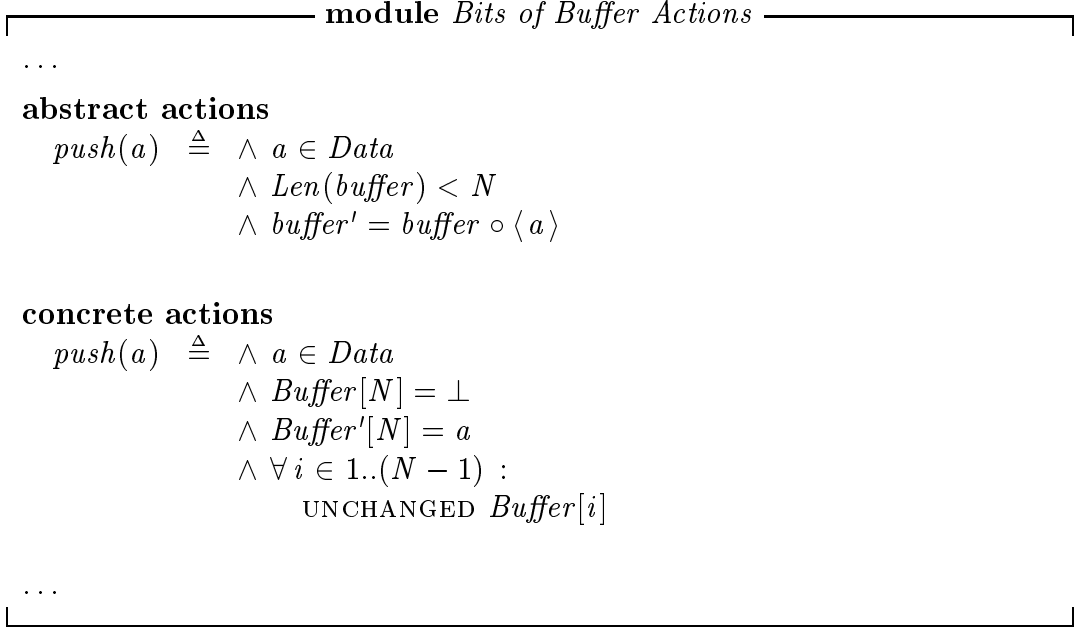 module Bits of Buffer Actions
...
abstract actions
push(a) ≜ ∧ a ∈ Data
∧ Len(buffer) < N
∧ buffer′ = buffer ∘ ⟨a⟩
concrete actions
push(a) ≜ ∧ a ∈ Data
∧ Buffer[N] = ⊥
∧ Buffer′[N] = a
∧ ∀ i ∈ 1..(N − 1) :
UNCHANGED Buffer[i]
...